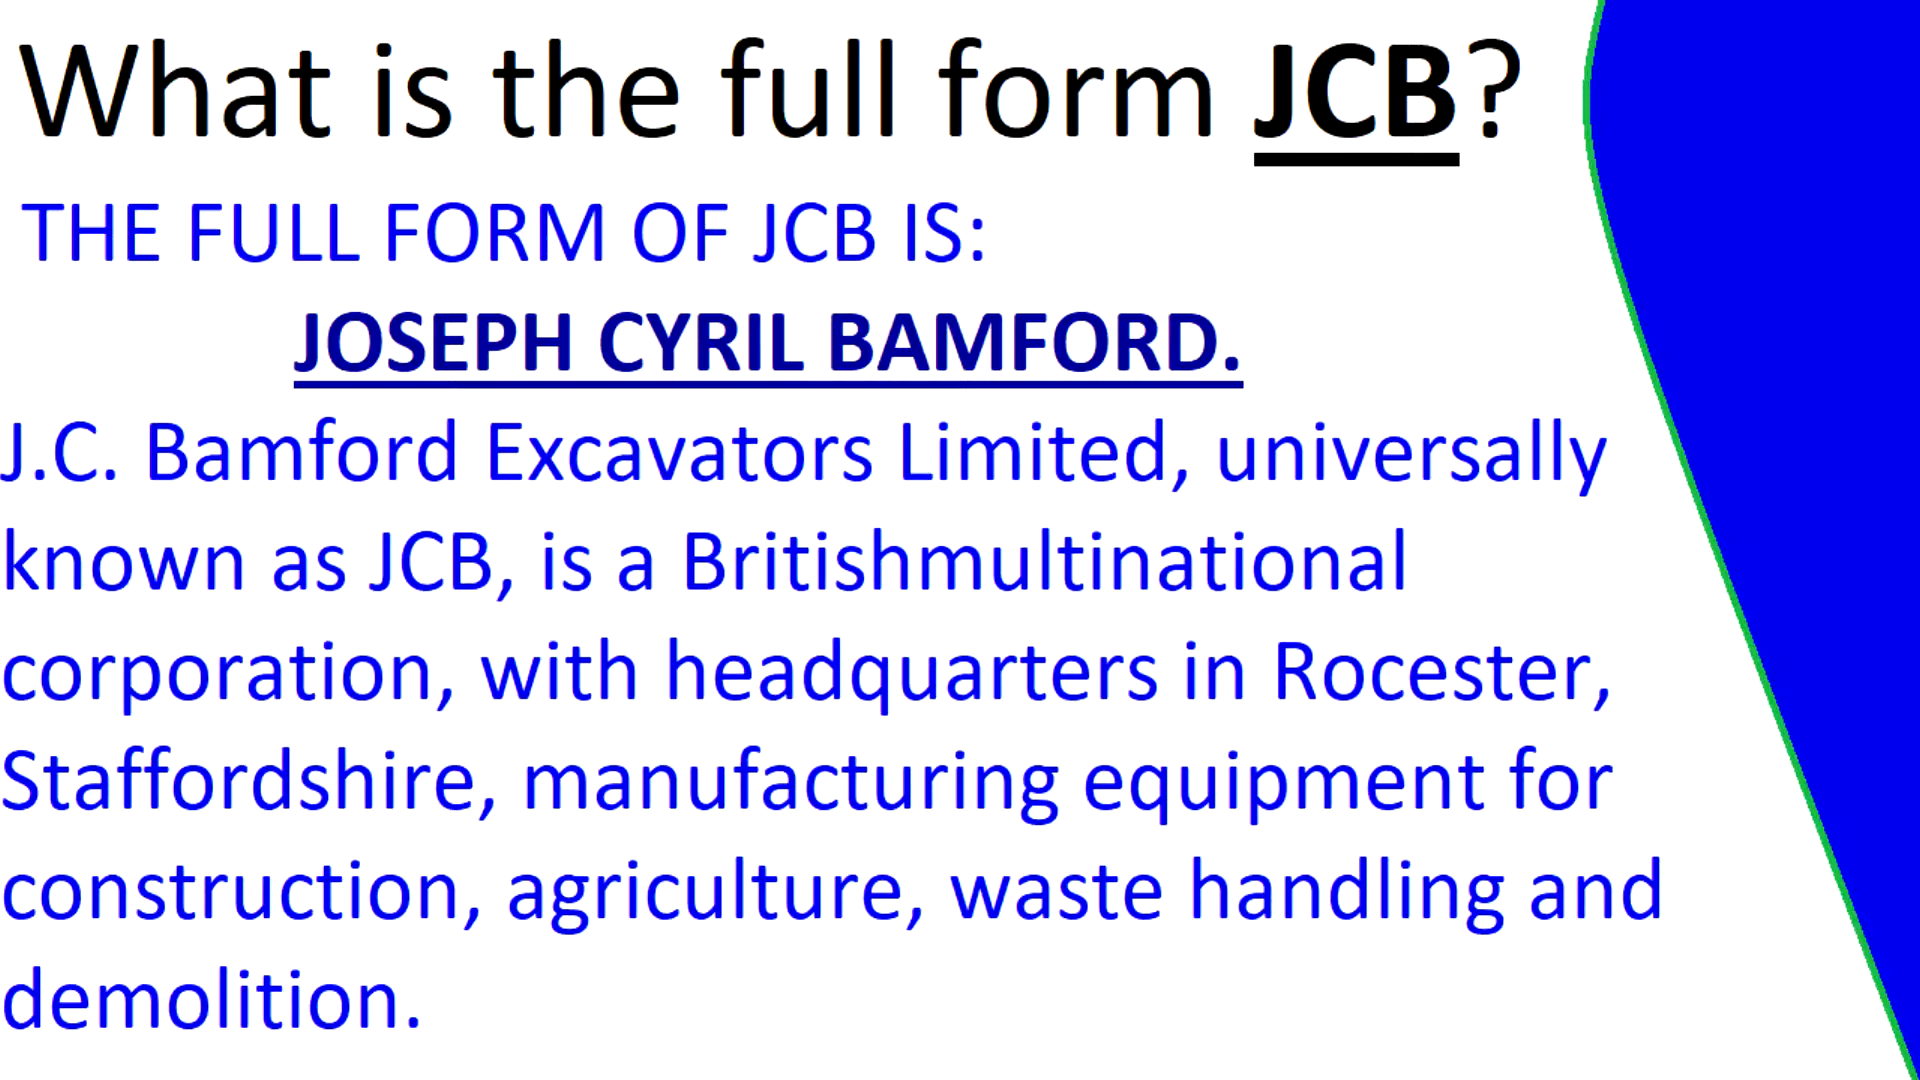 What is the full form JCB?
THE FULL FORM OF JCB IS:
JOSEPH CYRIL BAMFORD.
J.C. Bamford Excavators Limited, universally
known as JCB, is a Britishmultinational
corporation, with headquarters in Rocester,
Staffordshire, manufacturing equipment for
construction, agriculture, waste handling and
demolition.